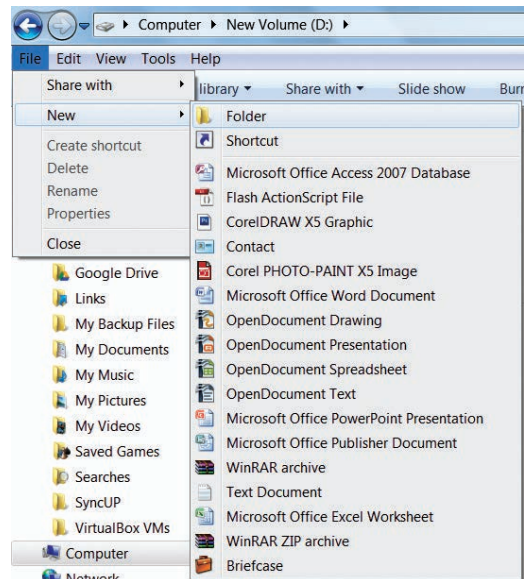 Computer New Volume (D:)
File Edit View Tools Help
library Share with Slide show Burn
Share with
New
Create shortcut
Delete
Rename
Properties
Close
Folder
Shortcut
Microsoft Office Access 2007 Database
Flash ActionScript File
CorelDRAW X5 Graphic
Contact
Corel PHOTO-PAINT X5 Image
Microsoft Office Word Document
OpenDocument Drawing
OpenDocument Presentation
OpenDocument Spreadsheet
OpenDocument Text
Microsoft Office PowerPoint Presentation
Microsoft Office Publisher Document
WinRAR archive
Text Document
Microsoft Office Excel Worksheet
WinRAR ZIP archive
Briefcase
Google Drive
Links
My Backup Files
My Documents
My Music
My Pictures
My Videos
Saved Games
Searches
SyncUP
VirtualBox VMs
Computer
Network